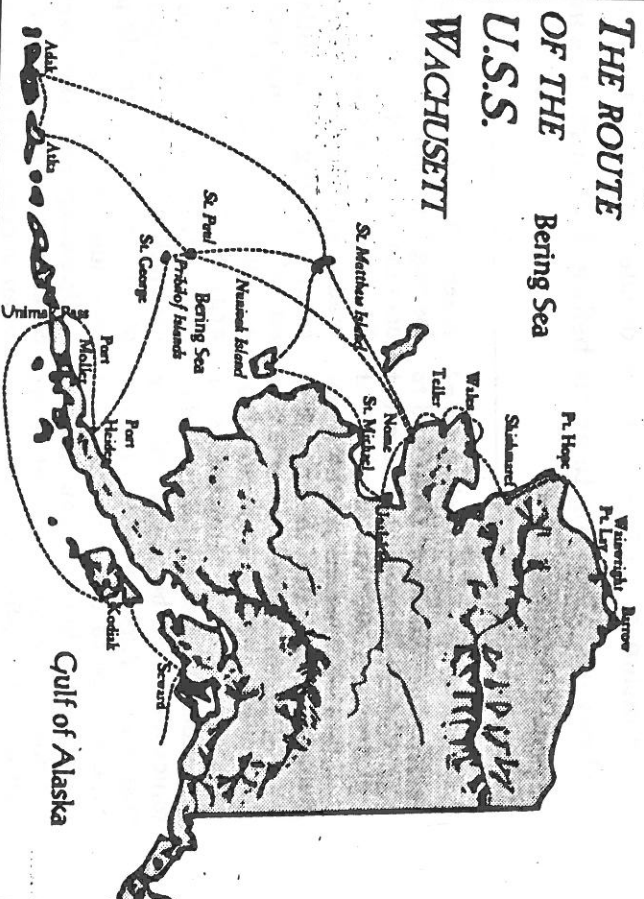 THE ROUTE
OF THE
U.S.S.
WACHUSETT
Bering Sea
Barrow
Wainwright
Pt. Lay
Pt. Hope
Shishmaref
Wales
Teller
Nome
St. Michael
St. Matthew Island
Nunivak Island
Bering Sea
Pribilof Islands
St. Paul
St. George
Adak
Atka
Unimak Pass
Port
Moller
Port
Heiden
Kodiak
Seward
Gulf of Alaska